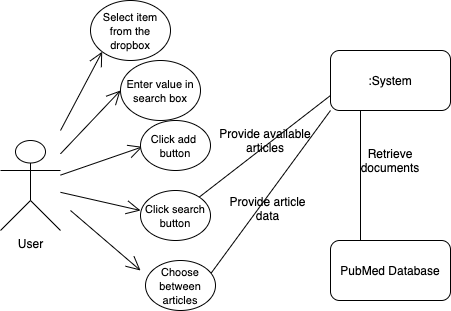 Select item
from the
dropbox
Enter value in
search box
Click add
button
Click search
button
Choose
between
articles
User
Provide available
articles
Provide article
data
:System
Retrieve
documents
PubMed Database